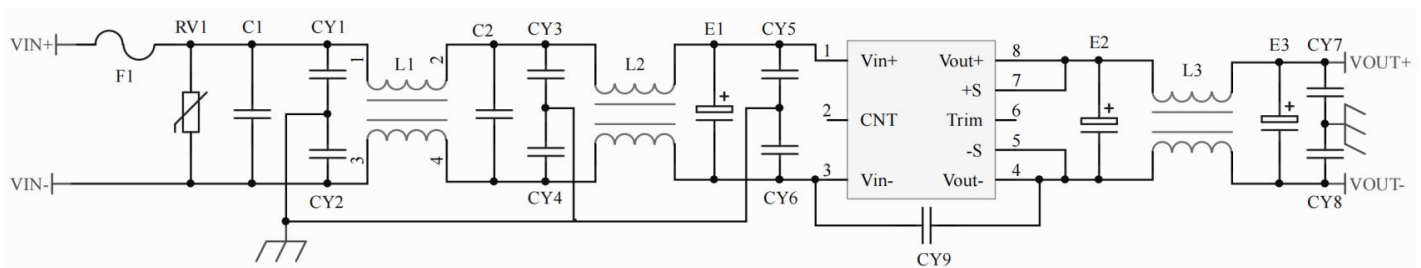 VIN+
F1
RV1
C1
CY1
1
L1
2
C2
CY3
L2
E1
+
CY5
1
Vin+
Vout+
8
+S
7
2
CNT
Trim
6
-S
5
3
Vin-
Vout-
4
E2
+
L3
E3
+
CY7
VOUT+
VIN-
3
CY2
4
CY4
CY6
CY9
CY8
VOUT-